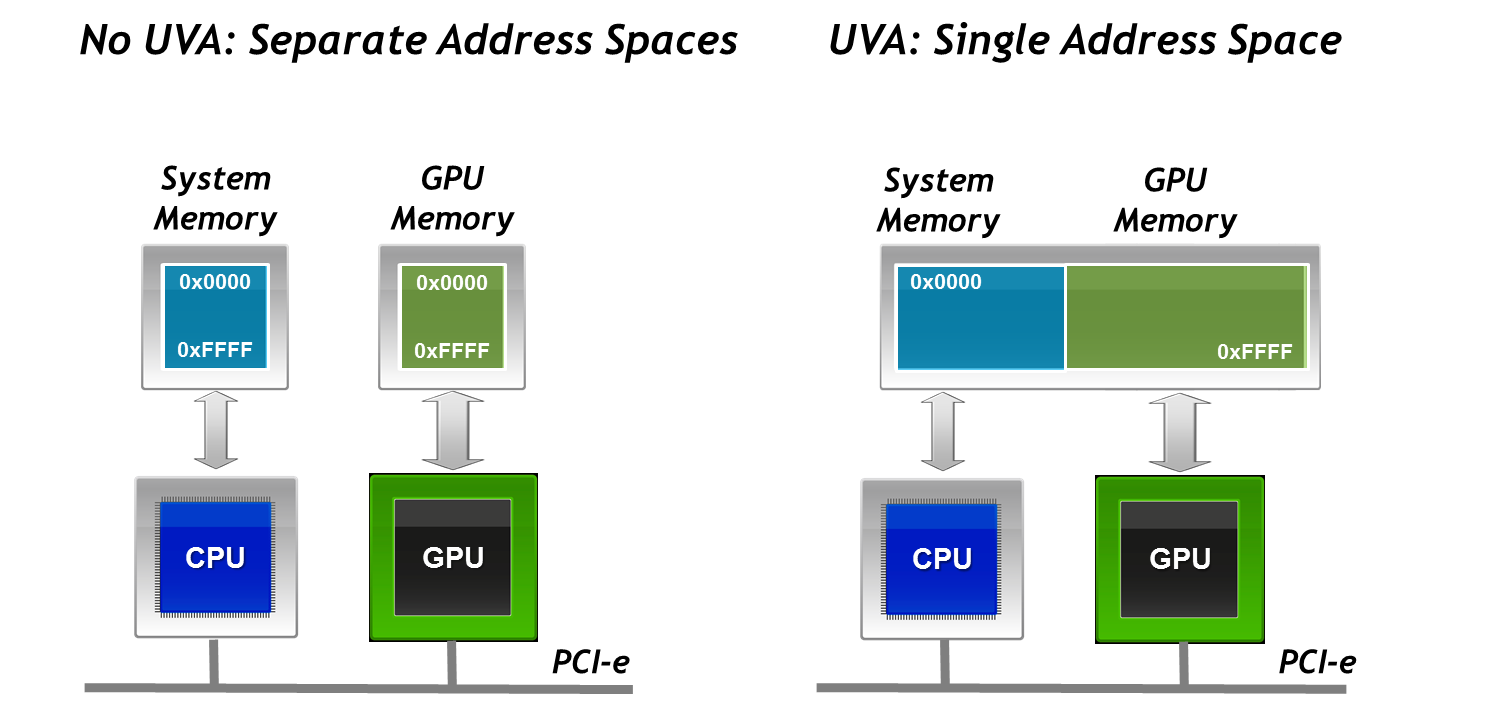 No UVA: Separate Address Spaces
System
Memory
GPU
Memory
0x0000
0xFFFF
0x0000
0xFFFF
CPU
GPU
PCI-e
UVA: Single Address Space
System
Memory
GPU
Memory
0x0000
0xFFFF
CPU
GPU
PCI-e